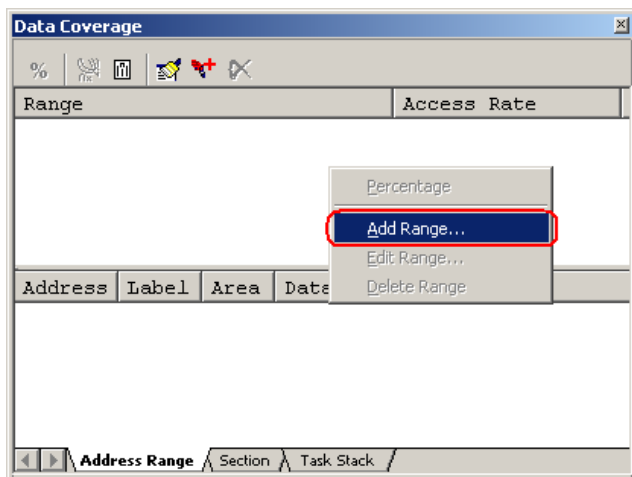 Data Coverage
%
Range Access Rate
Percentage
Add Range...
Edit Range...
Delete Range
Address Label Area Data
Address Range Section Task Stack